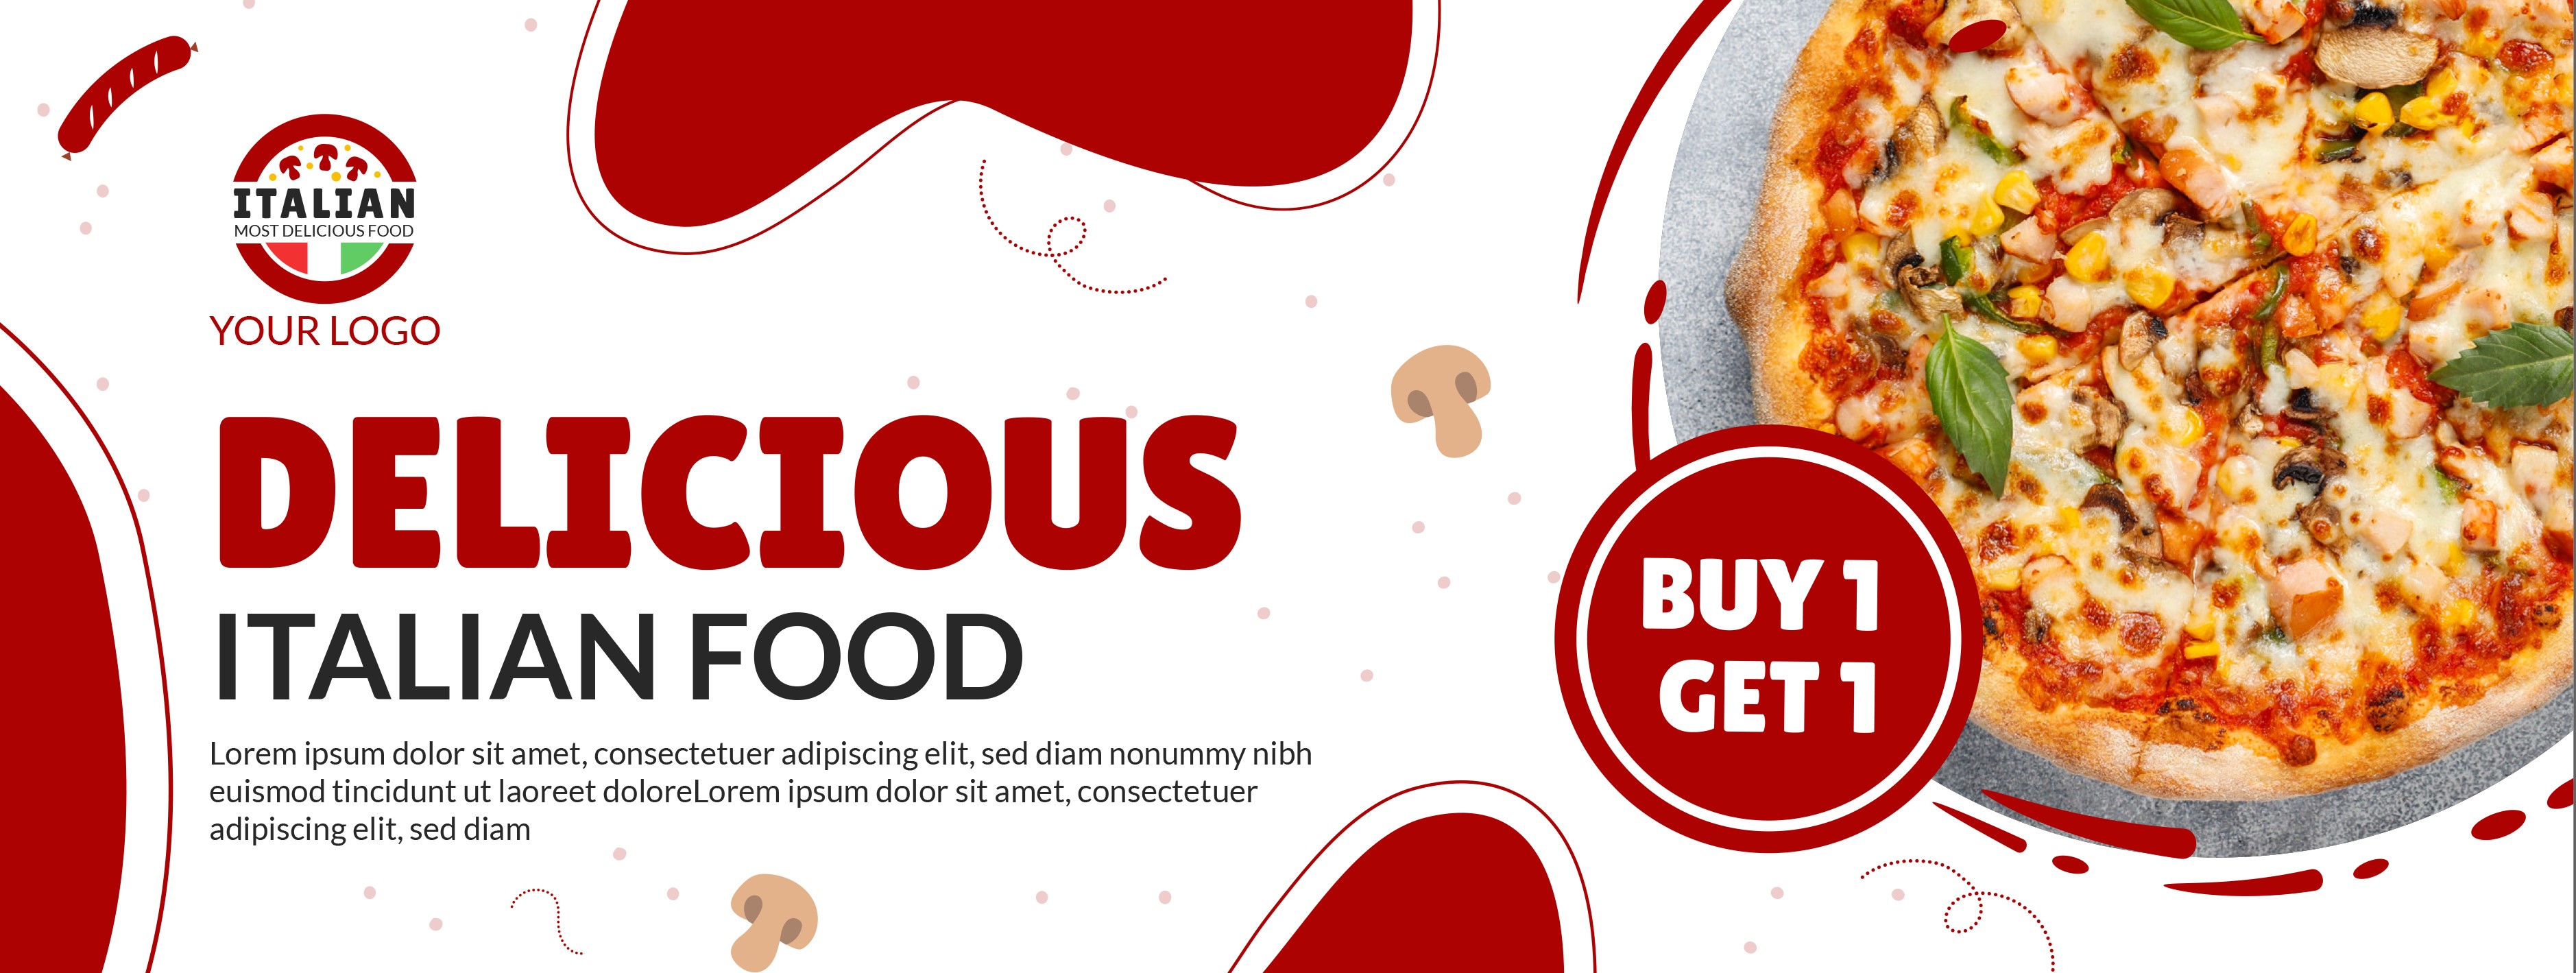 ITALIAN
MOST DELICIOUS FOOD
YOUR LOGO
DELICIOUS
ITALIAN FOOD
Lorem ipsum dolor sit amet, consectetuer adipiscing elit, sed diam nonummy nibh
euismod tincidunt ut laoreet doloreLorem ipsum dolor sit amet, consectetuer
adipiscing elit, sed diam
BUY 1
GET 1